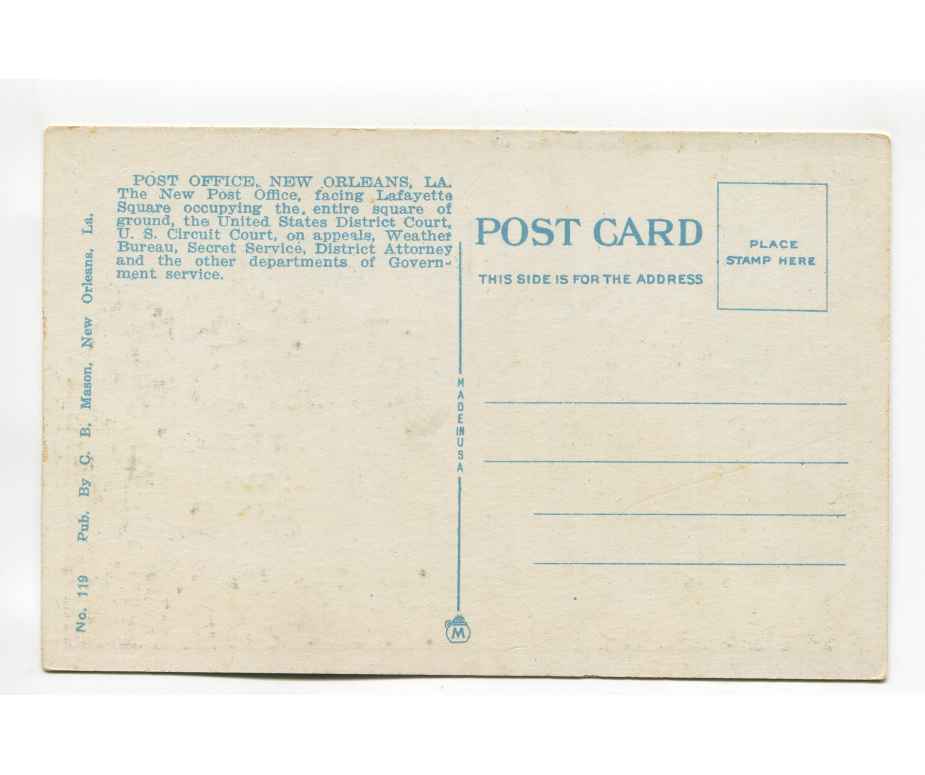 POST OFFICE, NEW ORLEANS, LA.
The New Post Office, facing Lafayette
Square occupying the entire square of
ground, the United States District Court,
U. S. Circuit Court, on appeals, Weather
Bureau, Secret Service, District Attorney
and the other departments of Govern-
ment service.
No. 119 Pub. By C. B. Mason, New Orleans, La.
MADE IN USA
M
POST CARD
THIS SIDE IS FOR THE ADDRESS
PLACE
STAMP HERE